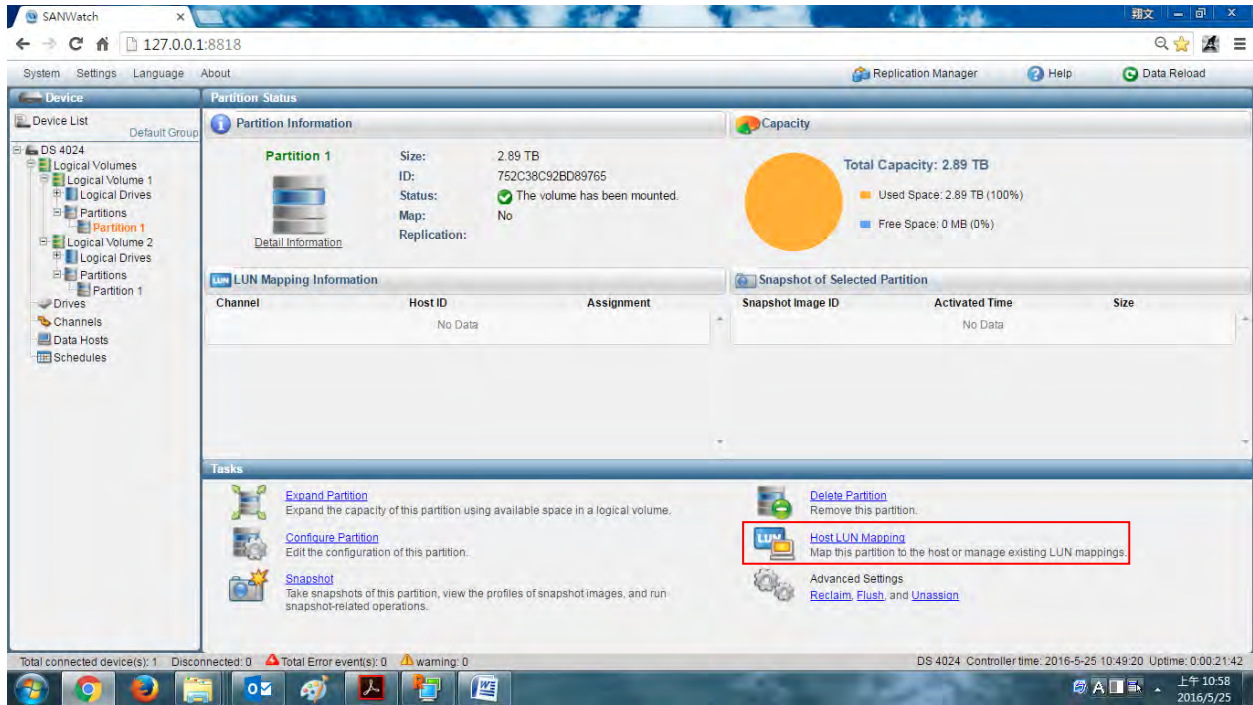 SANWatch
翔文
127.0.0.1:8818
System Settings Language About
Replication Manager Help Data Reload
Device
Device List
Default Group
DS 4024
Logical Volumes
Logical Volume 1
Logical Drives
Partitions
Partition 1
Logical Volume 2
Logical Drives
Partitions
Partition 1
Drives
Channels
Data Hosts
Schedules
Partition Status
Partition Information
Partition 1
Detail Information
Size: 2.89 TB
ID: 752C38C92BD89765
Status: The volume has been mounted.
Map: No
Replication:
Capacity
Total Capacity: 2.89 TB
Used Space: 2.89 TB (100%)
Free Space: 0 MB (0%)
LUN LUN Mapping Information
Channel Host ID Assignment
No Data
Snapshot of Selected Partition
Snapshot Image ID Activated Time Size
No Data
Tasks
Expand Partition
Expand the capacity of this partition using available space in a logical volume.
Configure Partition
Edit the configuration of this partition.
Snapshot
Take snapshots of this partition, view the profiles of snapshot images, and run
snapshot-related operations.
Delete Partition
Remove this partition.
LUN
Host LUN Mapping
Map this partition to the host or manage existing LUN mappings.
Advanced Settings
Reclaim, Flush, and Unassign
Total connected device(s): 1 Disconnected: 0 Total Error event(s): 0 warning: 0
DS 4024 Controller time: 2016-5-25 10:49:20 Uptime: 0:00:21:42
A
上午 10:58
2016/5/25